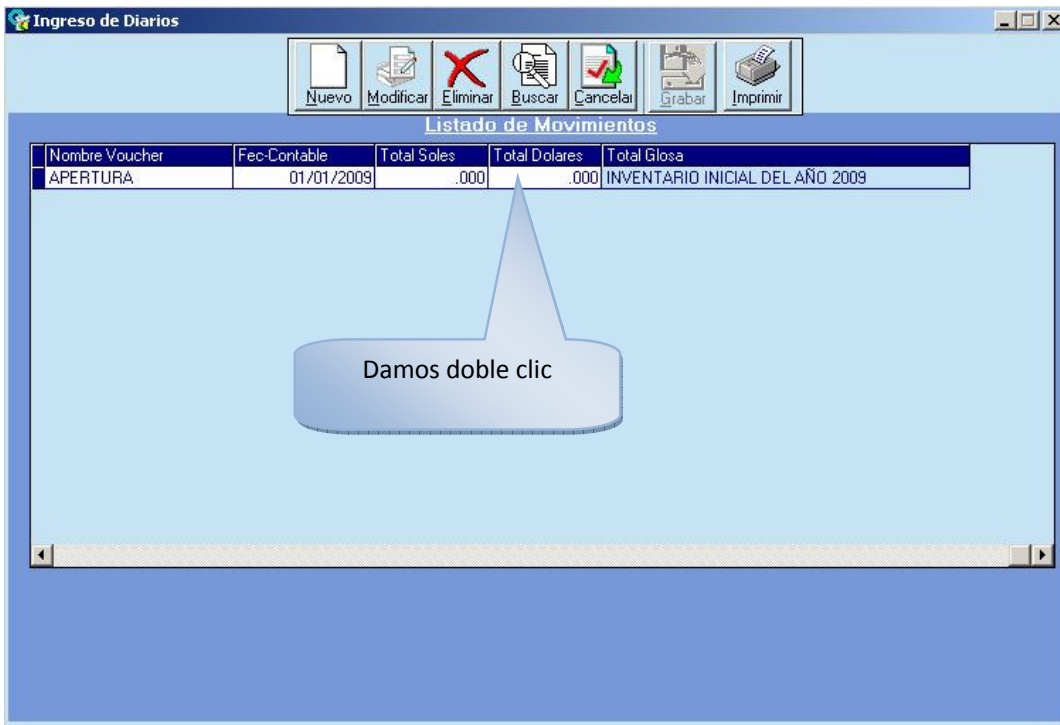 Ingreso de Diarios
Nuevo Modificar Eliminar Buscar Cancelar Grabar Imprimir
Listado de Movimientos
Nombre Voucher Fec-Contable Total Soles Total Dolares Total Glosa
APERTURA 01/01/2009 .000 .000 INVENTARIO INICIAL DEL AÑO 2009
Damos doble clic